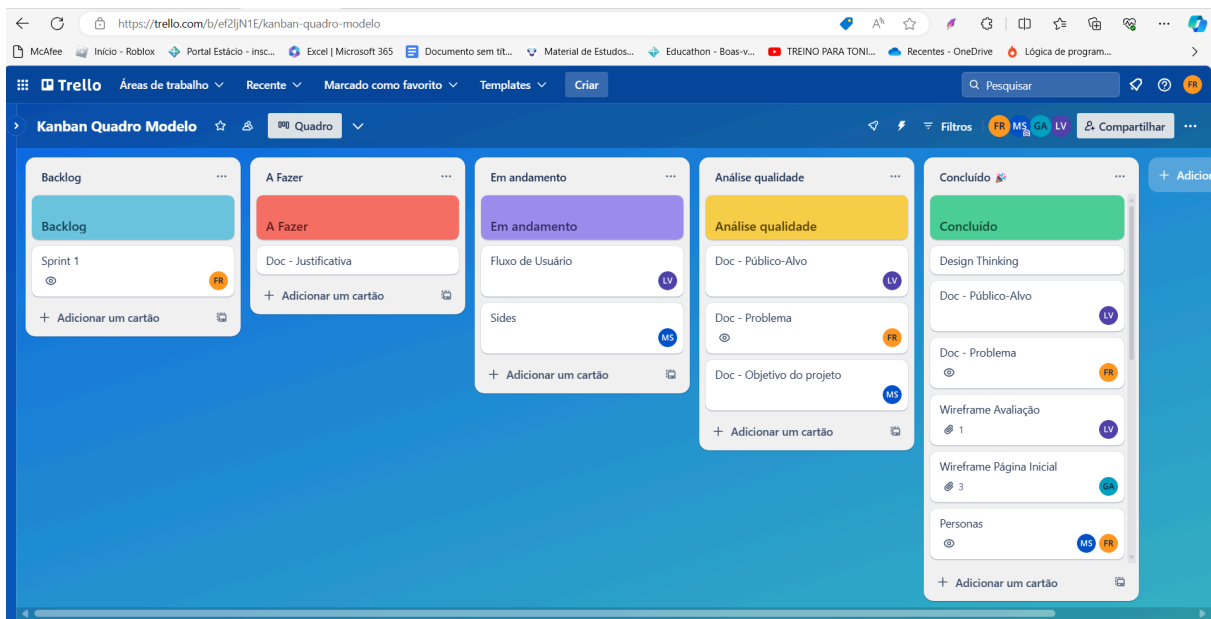 https://trello.com/b/ef2ljN1E/kanban-quadro-modelo
McAfee Início - Roblox Portal Estácio - insc... Excel | Microsoft 365 Documento sem tít... Material de Estudos... Educathon - Boas-v... TREINO PARA TONI... Recentes - OneDrive Lógica de program...
Trello Áreas de trabalho Recente Marcado como favorito Templates Criar Pesquisar FR
Kanban Quadro Modelo Quadro Filtros FR MS GA LV Compartilhar
Backlog
Backlog
Sprint 1
FR
+ Adicionar um cartão
A Fazer
A Fazer
Doc - Justificativa
+ Adicionar um cartão
Em andamento
Em andamento
Fluxo de Usuário
LV
Sides
MS
+ Adicionar um cartão
Análise qualidade
Análise qualidade
Doc - Público-Alvo
LV
Doc - Problema
FR
Doc - Objetivo do projeto
MS
+ Adicionar um cartão
Concluído 🎉
Concluído
Design Thinking
Doc - Público-Alvo
LV
Doc - Problema
FR
Wireframe Avaliação
1 LV
Wireframe Página Inicial
3 GA
Personas
MS FR
+ Adicionar um cartão
+ Adicior